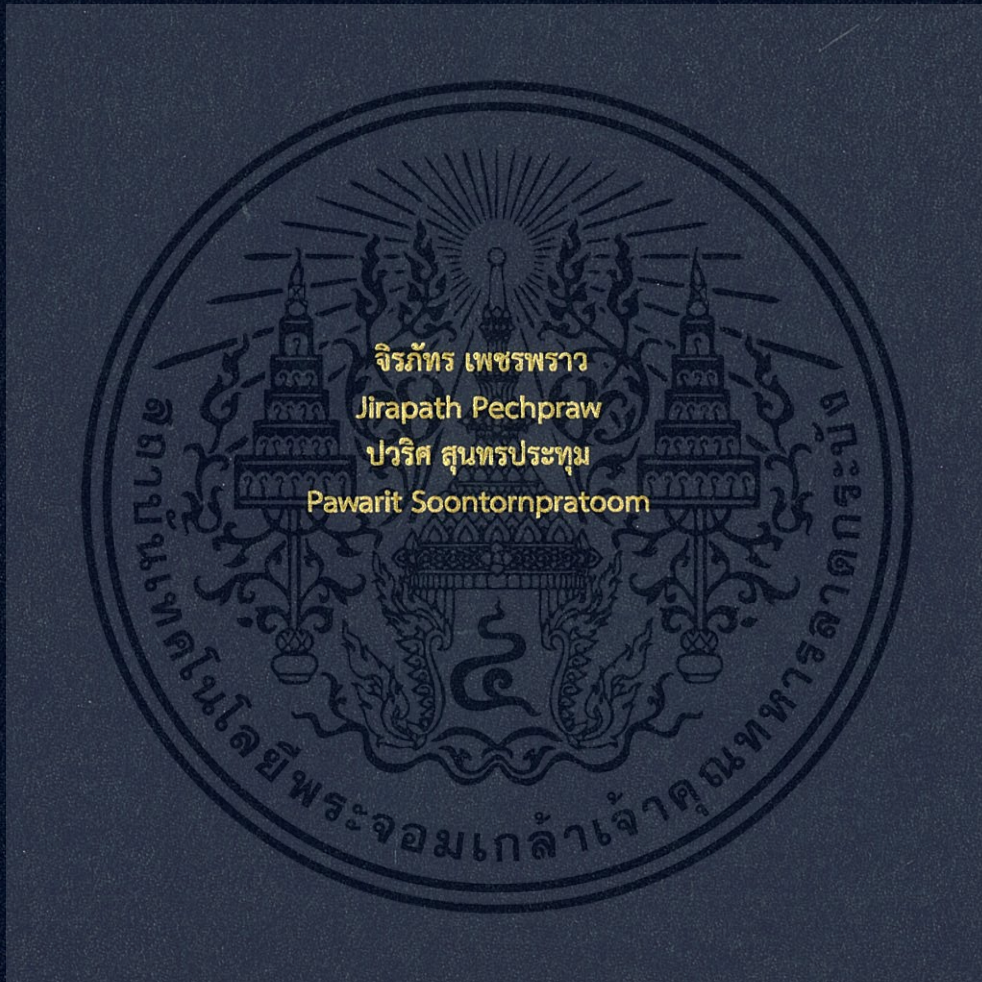 จิรภัทร เพชรพราว
Jirapath Pechpraw
ปวริศ สุนทรประทุม
Pawarit Soontornpratoom
๔
สถาบันเทคโนโลยีพระจอมเกล้าเจ้าคุณทหารลาดกระบัง